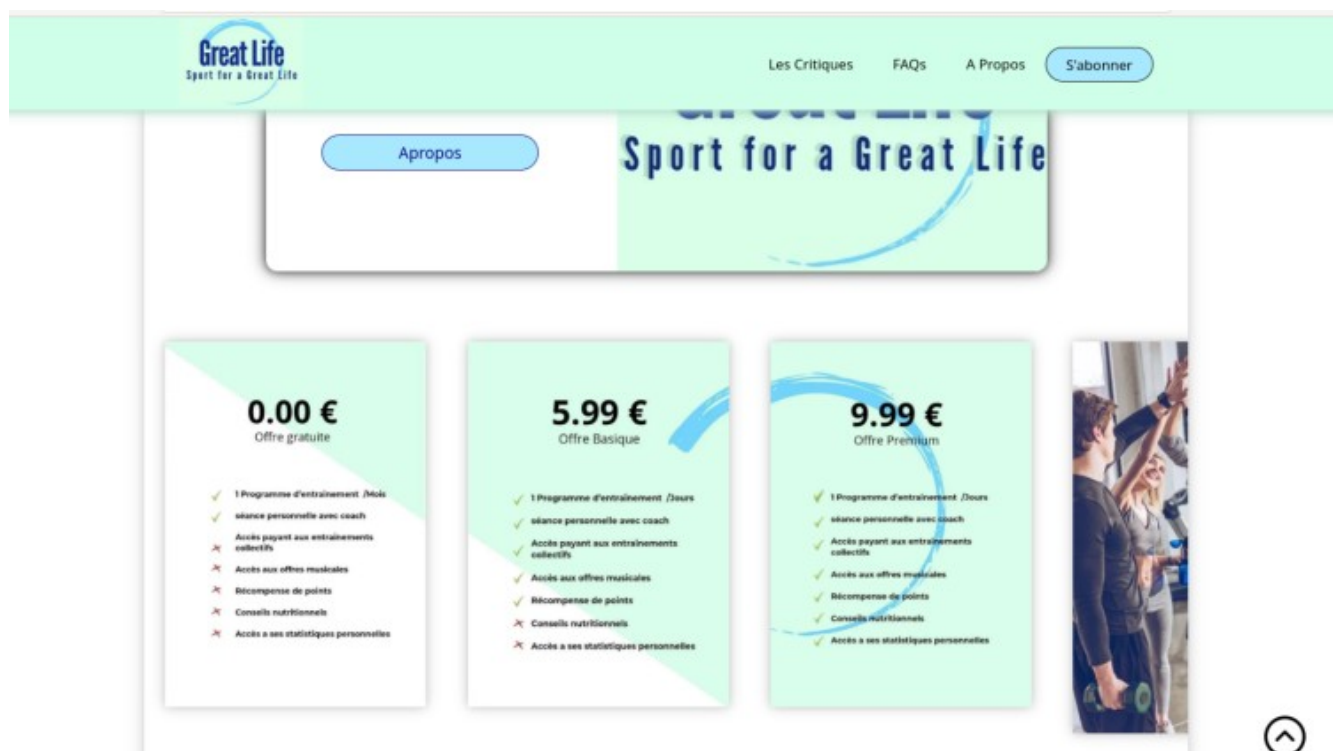 Great Life
Sport for a Great Life
Les Critiques
FAQs
A Propos
S'abonner
Apropos
Sport for a Great Life
0.00 €
Offre gratuite
1 Programme d'entrainement /Mois
séance personnelle avec coach
Accès payant aux entrainements
collectifs
Accès aux offres musicales
Récompense de points
Conseils nutritionnels
Accès a ses statistiques personnelles
5.99 €
Offre Basique
1 Programme d'entrainement /Jours
séance personnelle avec coach
Accès payant aux entrainements
collectifs
Accès aux offres musicales
Récompense de points
Conseils nutritionnels
Accès a ses statistiques personnelles
9.99 €
Offre Premium
1 Programme d'entrainement /Jours
séance personnelle avec coach
Accès payant aux entrainements
collectifs
Accès aux offres musicales
Récompense de points
Conseils nutritionnels
Accès a ses statistiques personnelles